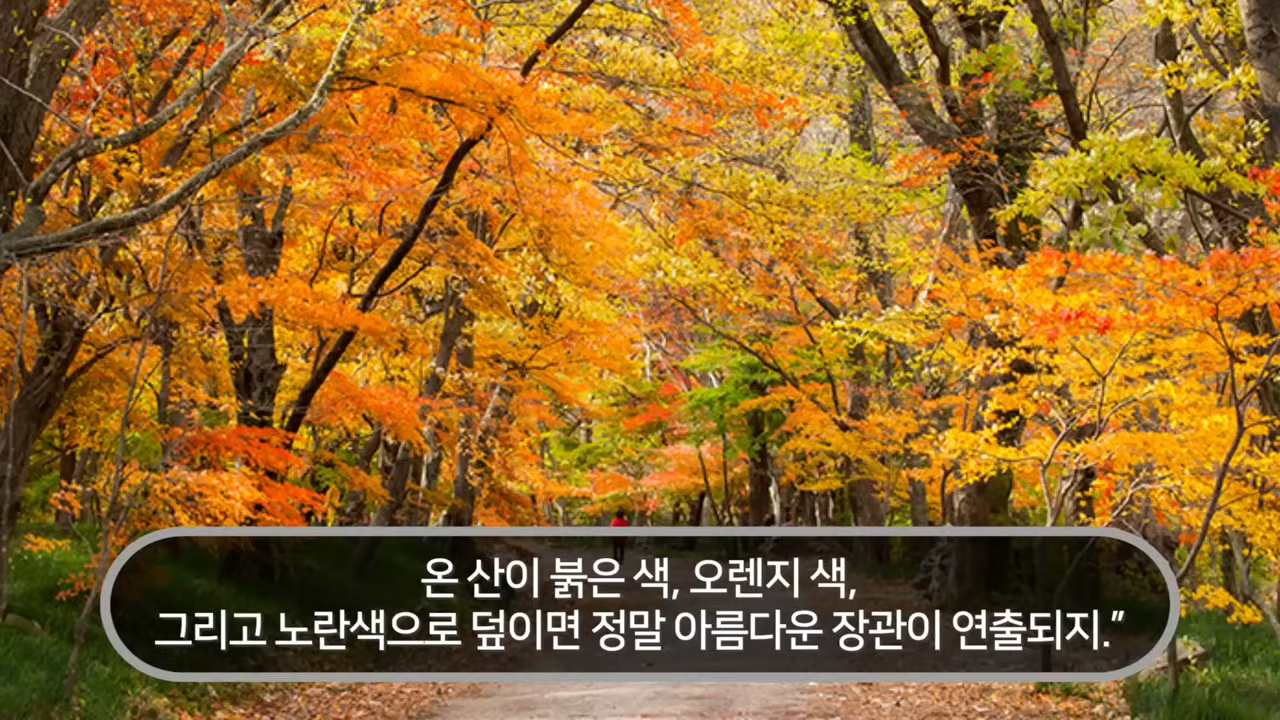 온 산이 붉은 색, 오렌지 색,
그리고 노란색으로 덮이면 정말 아름다운 장관이 연출되지.”